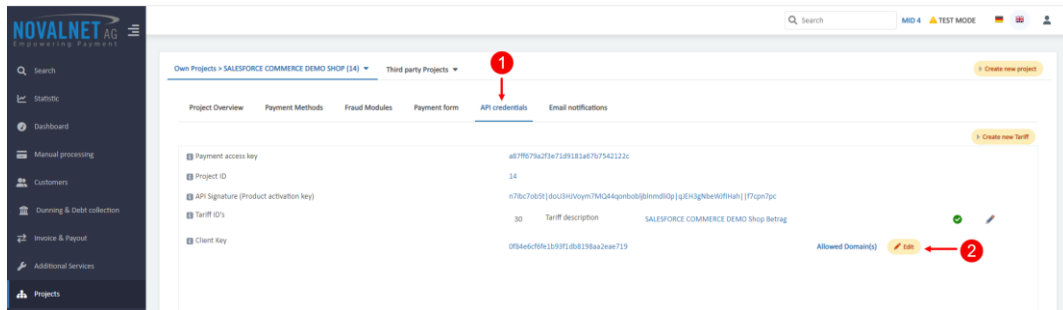 NOVALNET AG
Empowering Payment
Search
MID 4 TEST MODE
Search
Statistic
Dashboard
Manual processing
Customers
Dunning & Debt collection
Invoice & Payout
Additional Services
Projects
Own Projects > SALESFORCE COMMERCE DEMO SHOP (14)
Third party Projects
1
Create new project
Project Overview
Payment Methods
Fraud Modules
Payment form
API credentials
Email notifications
Create new Tariff
Payment access key
a87ff679a2f3e71d9181a67b7542122c
Project ID
14
API Signature (Product activation key)
Tariff ID's
30
Tariff description
SALESFORCE COMMERCE DEMO Shop Betrag
Client Key
0f84e6cf6fe1b93f1db8198aa2eae719
Allowed Domain(s)
Edit
2